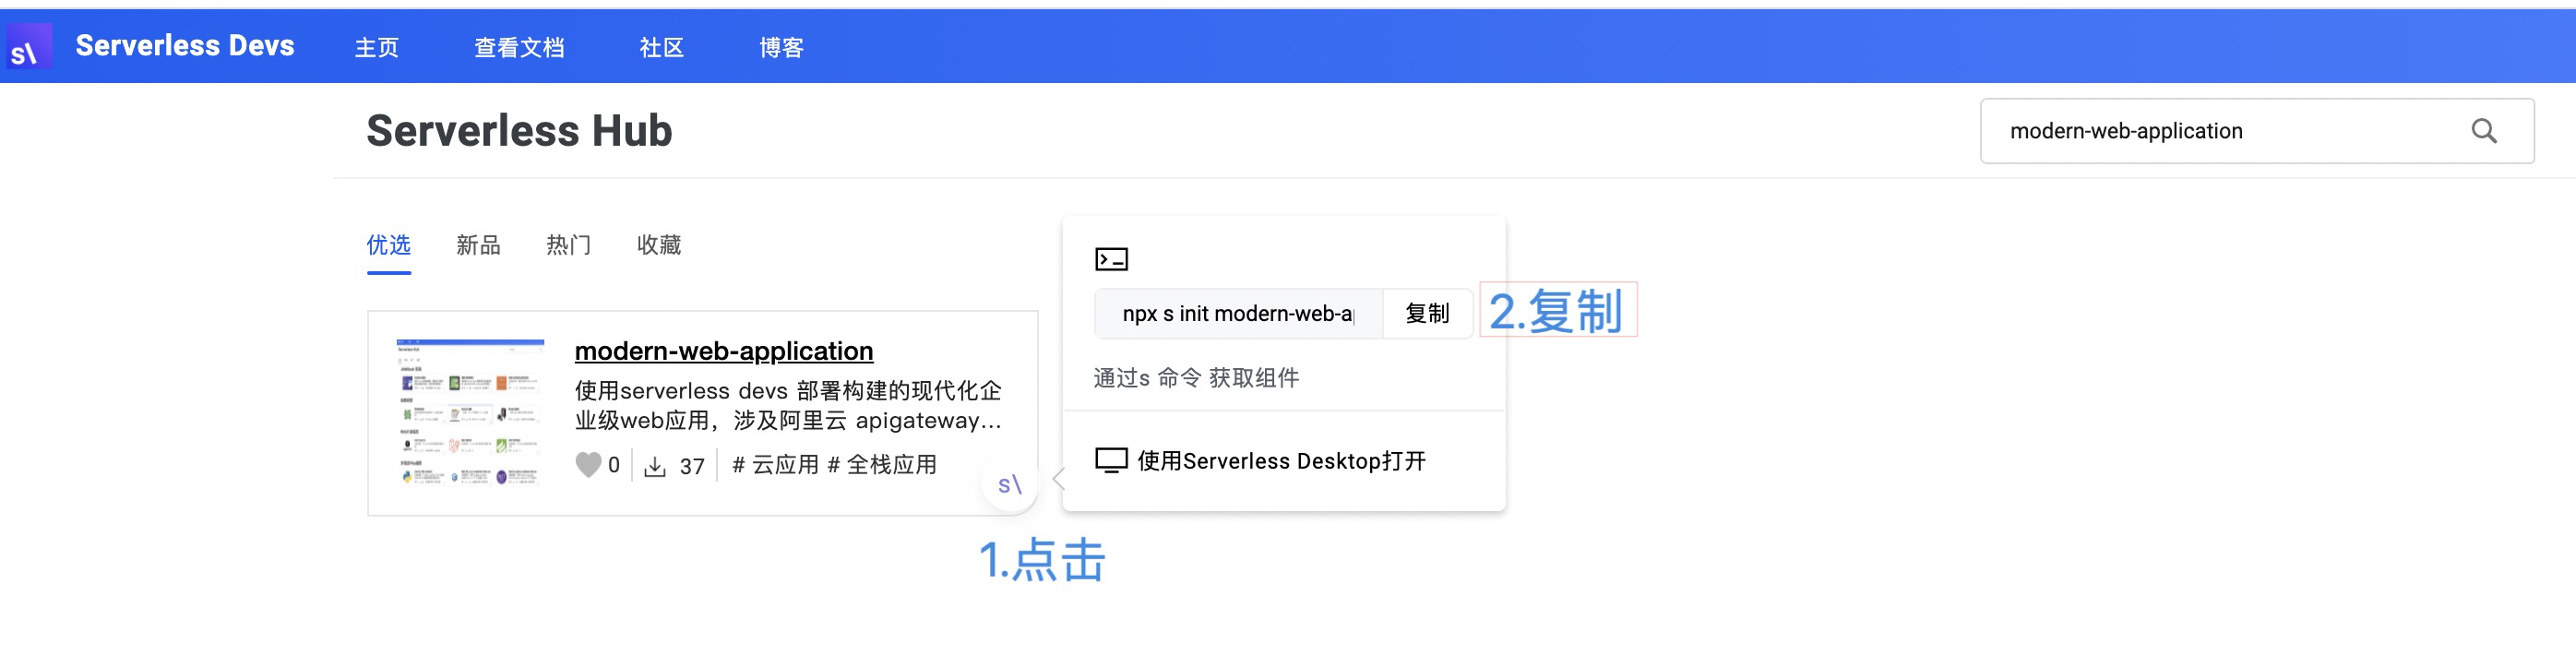 s\ Serverless Devs 主页 查看文档 社区 博客
Serverless Hub
modern-web-application
优选 新品 热门 收藏
modern-web-application
使用serverless devs 部署构建的现代化企
业级web应用，涉及阿里云 apigateway...
0 37 # 云应用 # 全栈应用
s\
npx s init modern-web-a
复制
2.复制
通过s 命令 获取组件
使用Serverless Desktop打开
1.点击